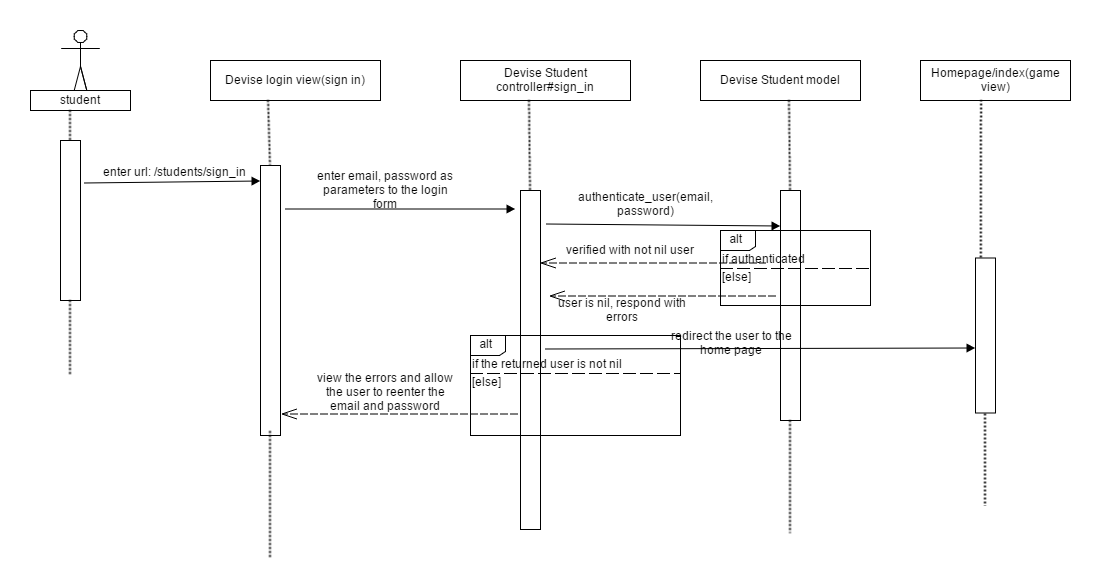 student
Devise login view(sign in)
Devise Student
controller#sign_in
Devise Student model
Homepage/index(game
view)
enter url: /students/sign_in
enter email, password as
parameters to the login
form
authenticate_user(email,
password)
alt
verified with not nil user
if authenticated
[else]
user is nil, respond with
errors
redirect the user to the
home page
alt
if the returned user is not nil
[else]
view the errors and allow
the user to reenter the
email and password